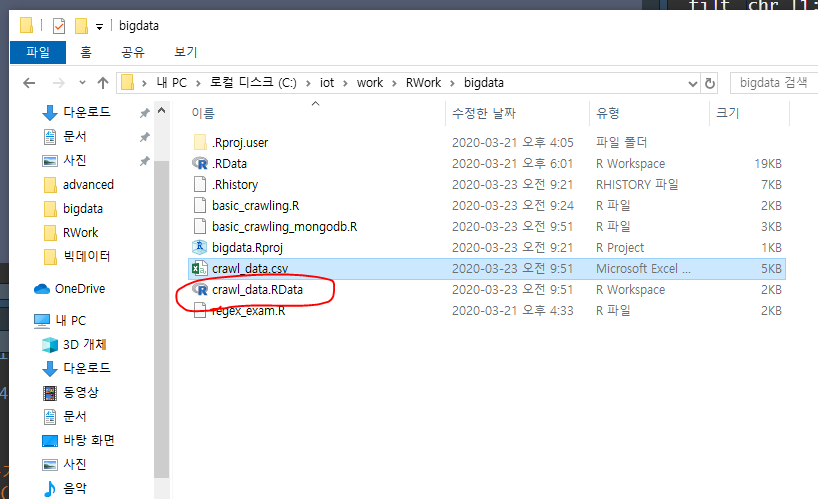 filt chr [1:
bigdata
파일 홈 공유 보기
내 PC > 로컬 디스크 (C:) > iot > work > RWork > bigdata
bigdata 검색
이름 수정한 날짜 유형 크기
다운로드
문서
사진
advanced
bigdata
RWork
빅데이터
OneDrive
내 PC
3D 개체
다운로드
동영상
문서
바탕 화면
사진
음악
.Rproj.user 2020-03-21 오후 4:05 파일 폴더
.RData 2020-03-21 오후 6:01 R Workspace 19KB
.Rhistory 2020-03-23 오전 9:21 RHISTORY 파일 7KB
basic_crawling.R 2020-03-23 오전 9:24 R 파일 2KB
basic_crawling_mongodb.R 2020-03-23 오전 9:51 R 파일 3KB
bigdata.Rproj 2020-03-23 오전 9:21 R Project 1KB
crawl_data.csv 2020-03-23 오전 9:51 Microsoft Excel ... 5KB
crawl_data.RData 2020-03-23 오전 9:51 R Workspace 2KB
regex_exam.R 2020-03-21 오후 4:33 R 파일 2KB